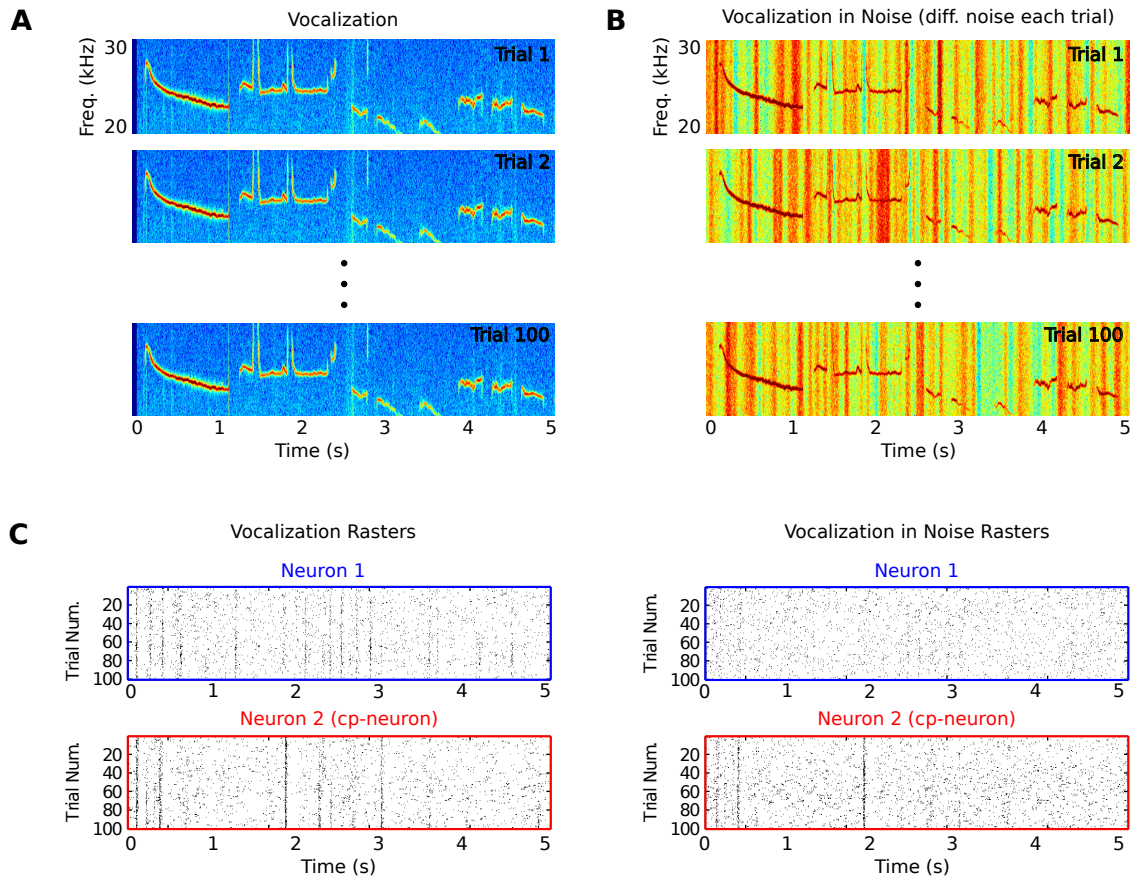 A
Vocalization
30
20
Freq. (kHz)
Trial 1
Trial 2
Trial 100
0 1 2 3 4 5
Time (s)
B
Vocalization in Noise (diff. noise each trial)
30
20
Freq. (kHz)
Trial 1
Trial 2
Trial 100
0 1 2 3 4 5
Time (s)
C
Vocalization Rasters
Neuron 1
Trial Num.
20
40
60
80
100
0 1 2 3 4 5
Neuron 2 (cp-neuron)
Trial Num.
20
40
60
80
100
0 1 2 3 4 5
Time (s)
Vocalization in Noise Rasters
Neuron 1
Trial Num.
20
40
60
80
100
0 1 2 3 4 5
Neuron 2 (cp-neuron)
Trial Num.
20
40
60
80
100
0 1 2 3 4 5
Time (s)